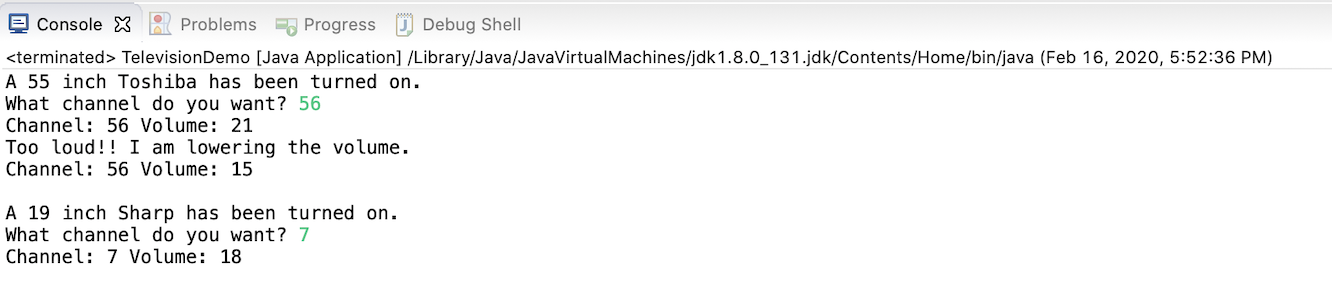 Console Problems Progress Debug Shell
<terminated> TelevisionDemo [Java Application] /Library/Java/JavaVirtualMachines/jdk1.8.0_131.jdk/Contents/Home/bin/java (Feb 16, 2020, 5:52:36 PM)
A 55 inch Toshiba has been turned on.
What channel do you want? 56
Channel: 56 Volume: 21
Too loud!! I am lowering the volume.
Channel: 56 Volume: 15

A 19 inch Sharp has been turned on.
What channel do you want? 7
Channel: 7 Volume: 18